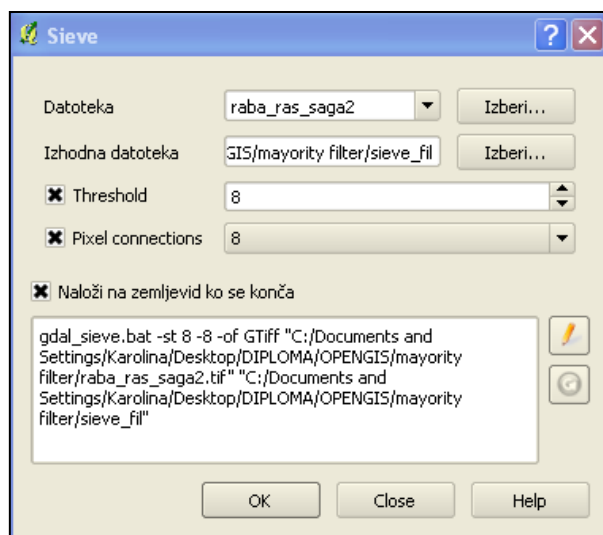 Sieve
Datoteka raba_ras_saga2 Izberi...
Izhodna datoteka GIS/mayority filter/sieve_fil Izberi...
Threshold 8
Pixel connections 8
Naloži na zemljevid ko se konča
gdal_sieve.bat -st 8 -8 -of GTiff "C:/Documents and
Settings/Karolina/Desktop/DIPLOMA/OPENGIS/mayority
filter/raba_ras_saga2.tif" "C:/Documents and
Settings/Karolina/Desktop/DIPLOMA/OPENGIS/mayority
filter/sieve_fil"
OK Close Help